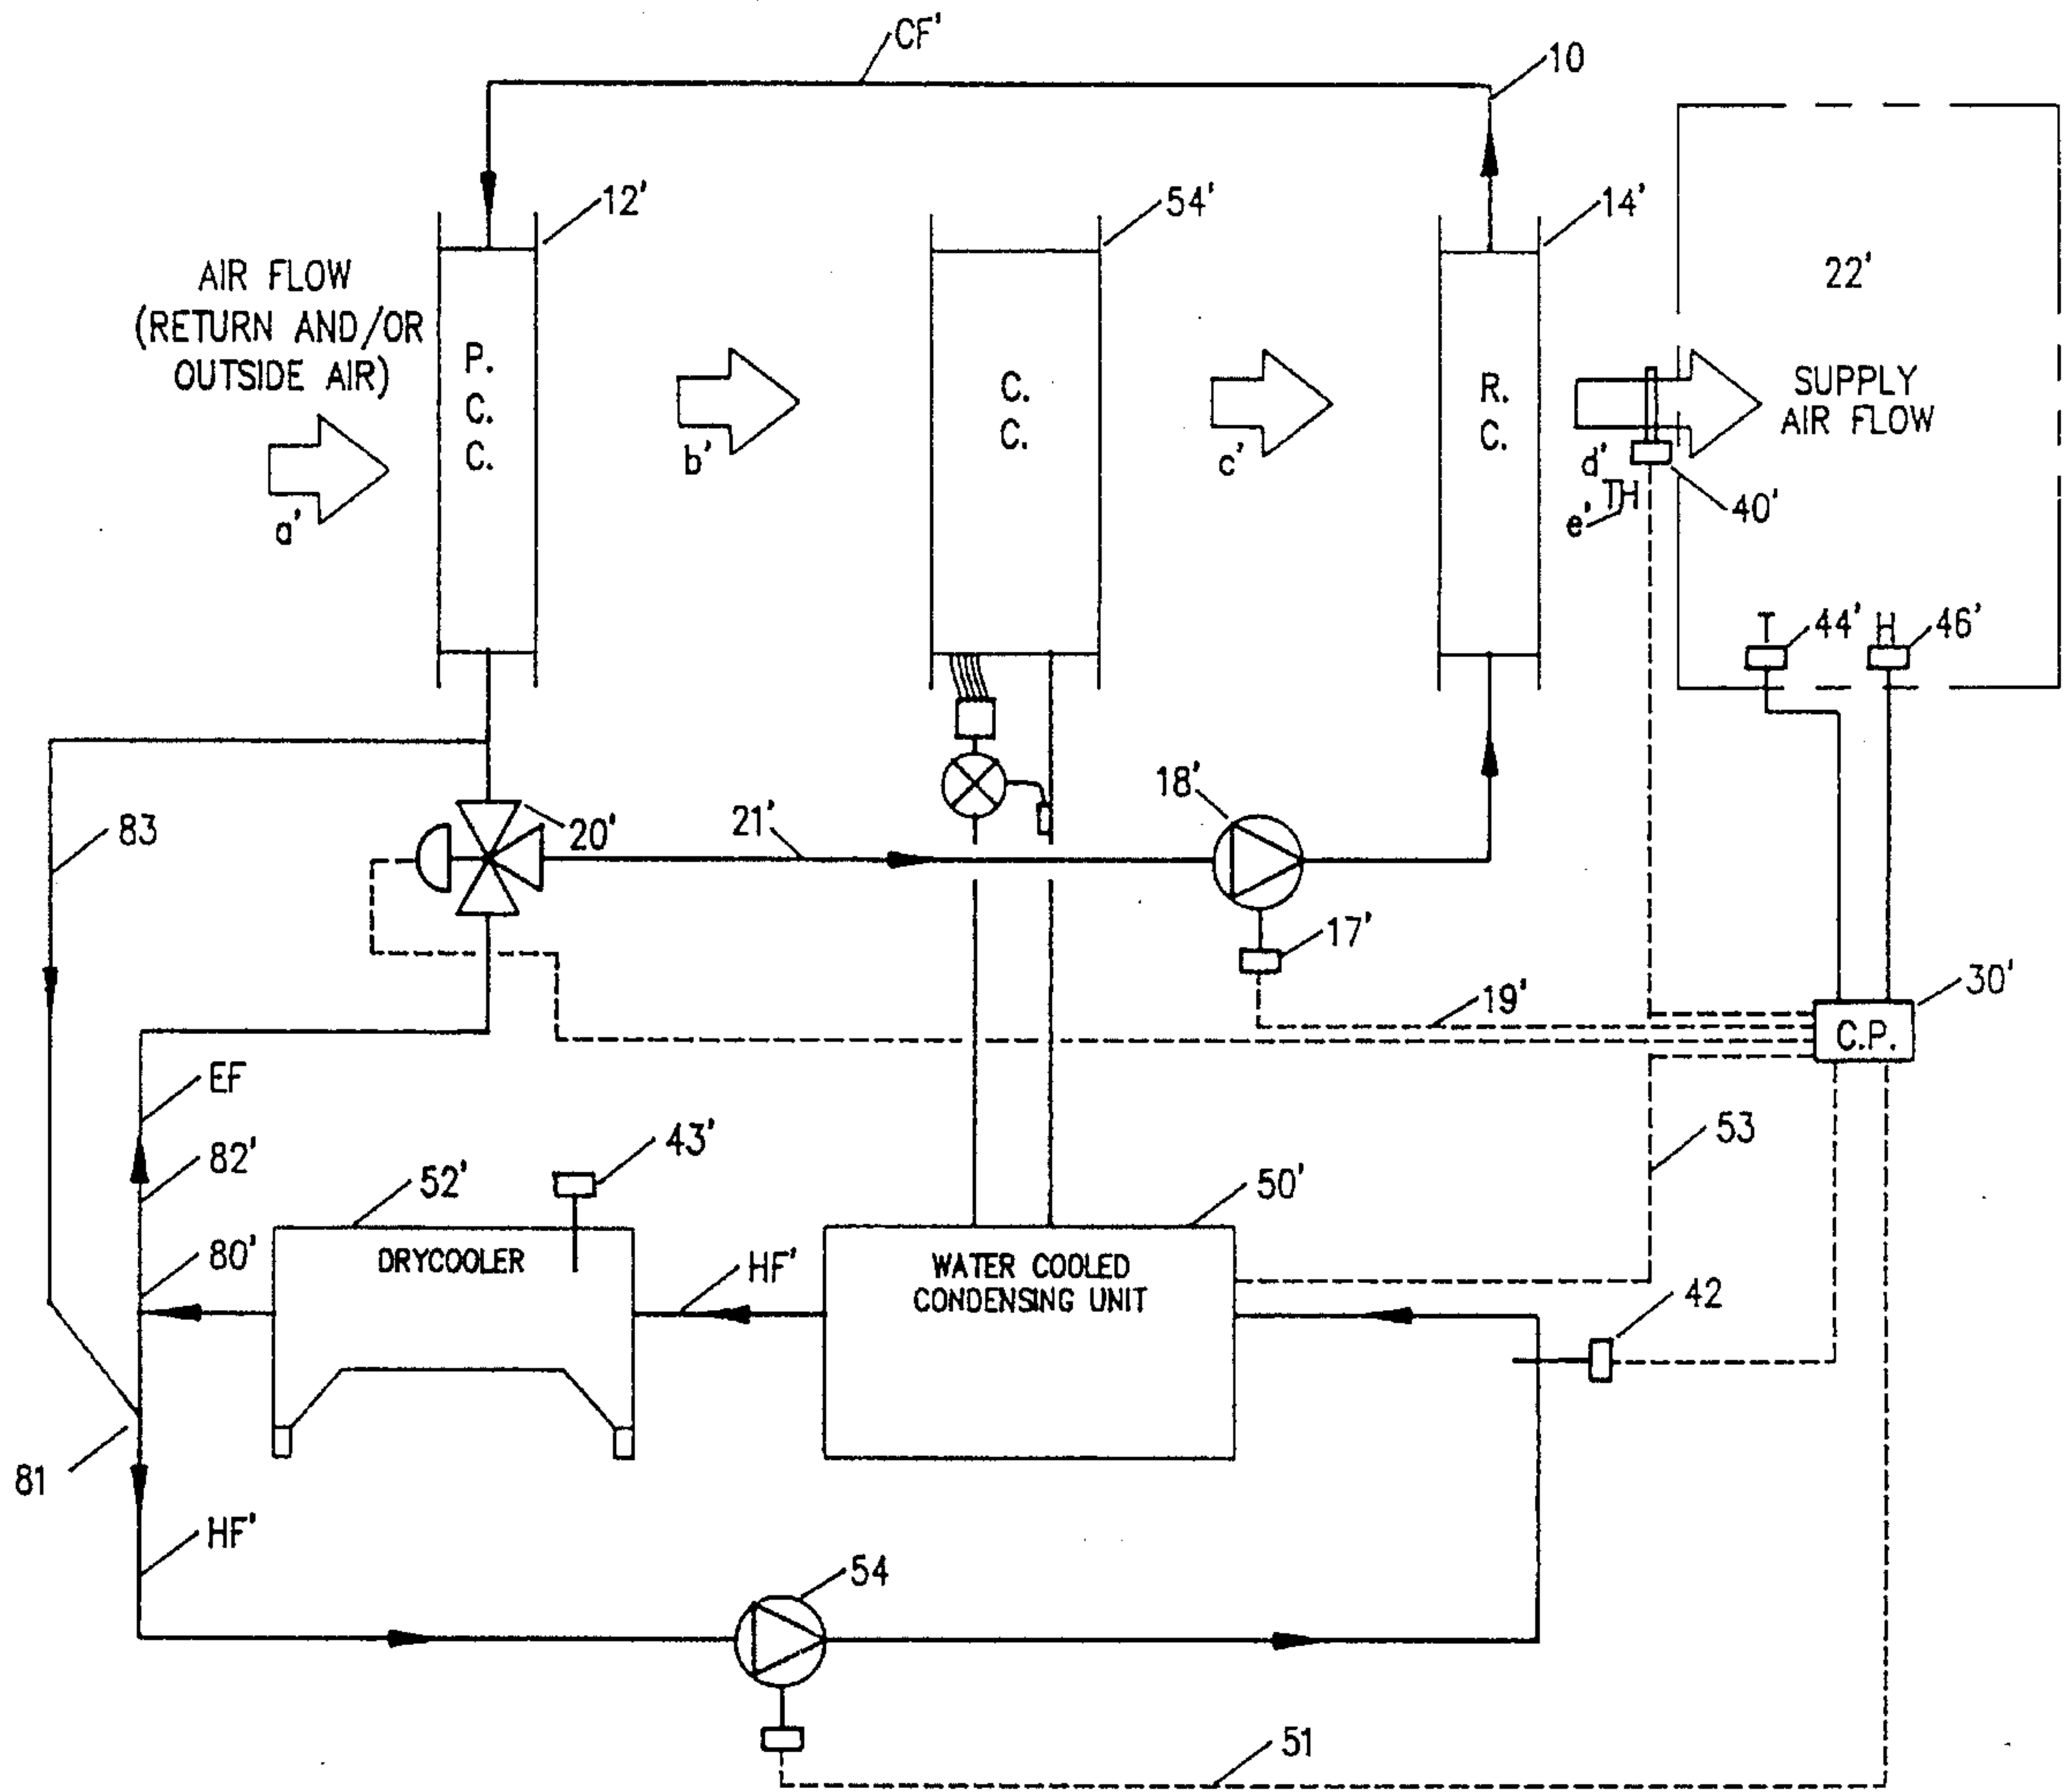 CF'
10
12'
54'
14'
AIR FLOW
(RETURN AND/OR
OUTSIDE AIR)
22'
P.
C.
C.
C.
C.
R.
C.
SUPPLY
AIR FLOW
a'
b'
c'
d'
e'
TH
40'
T
44'
H
46'
83
20'
21'
18'
17'
19'
30'
C.P.
EF
82'
80'
52'
43'
50'
53
DRYCOOLER
HF'
WATER COOLED
CONDENSING UNIT
42
81
HF'
54
51